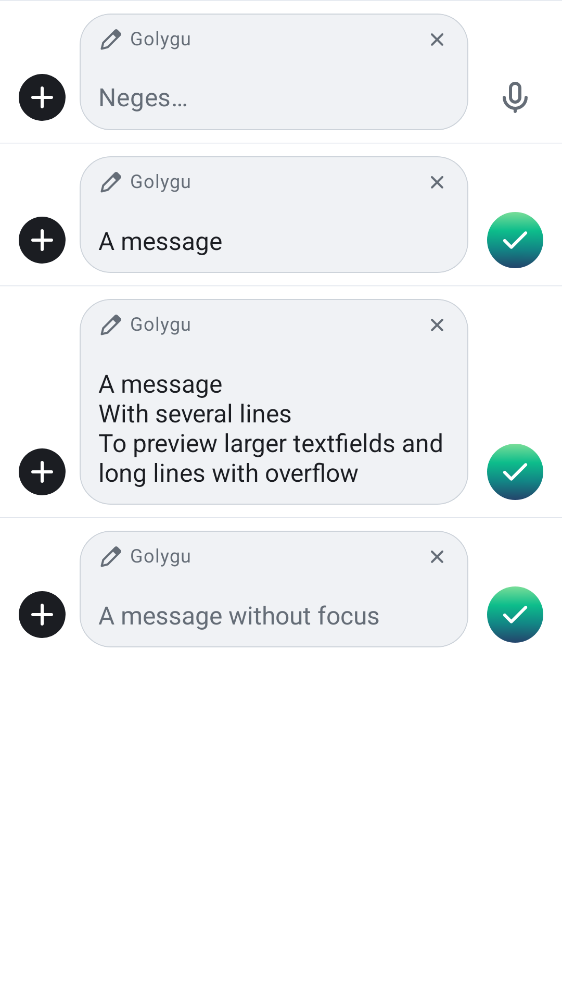 Golygu
Neges…
Golygu
A message
Golygu
A message
With several lines
To preview larger textfields and
long lines with overflow
Golygu
A message without focus